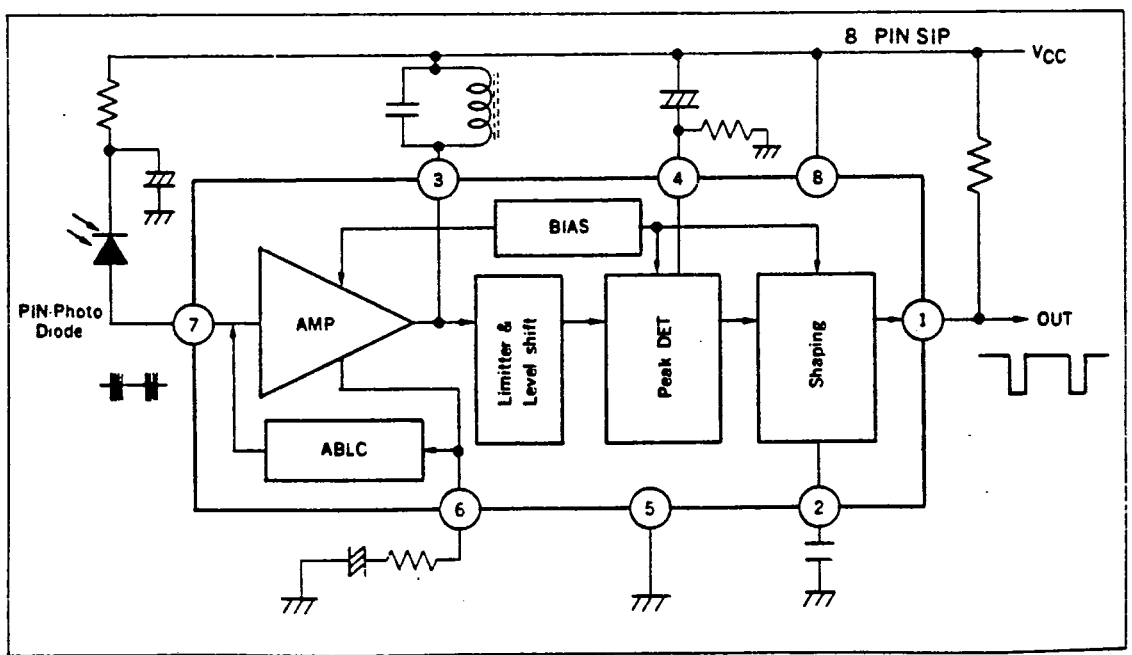 8 PIN SIP
VCC
3
4
8
BIAS
PIN-Photo
Diode
7
AMP
Limitter &
Level shift
Peak DET
Shaping
1
OUT
ABLC
6
5
2